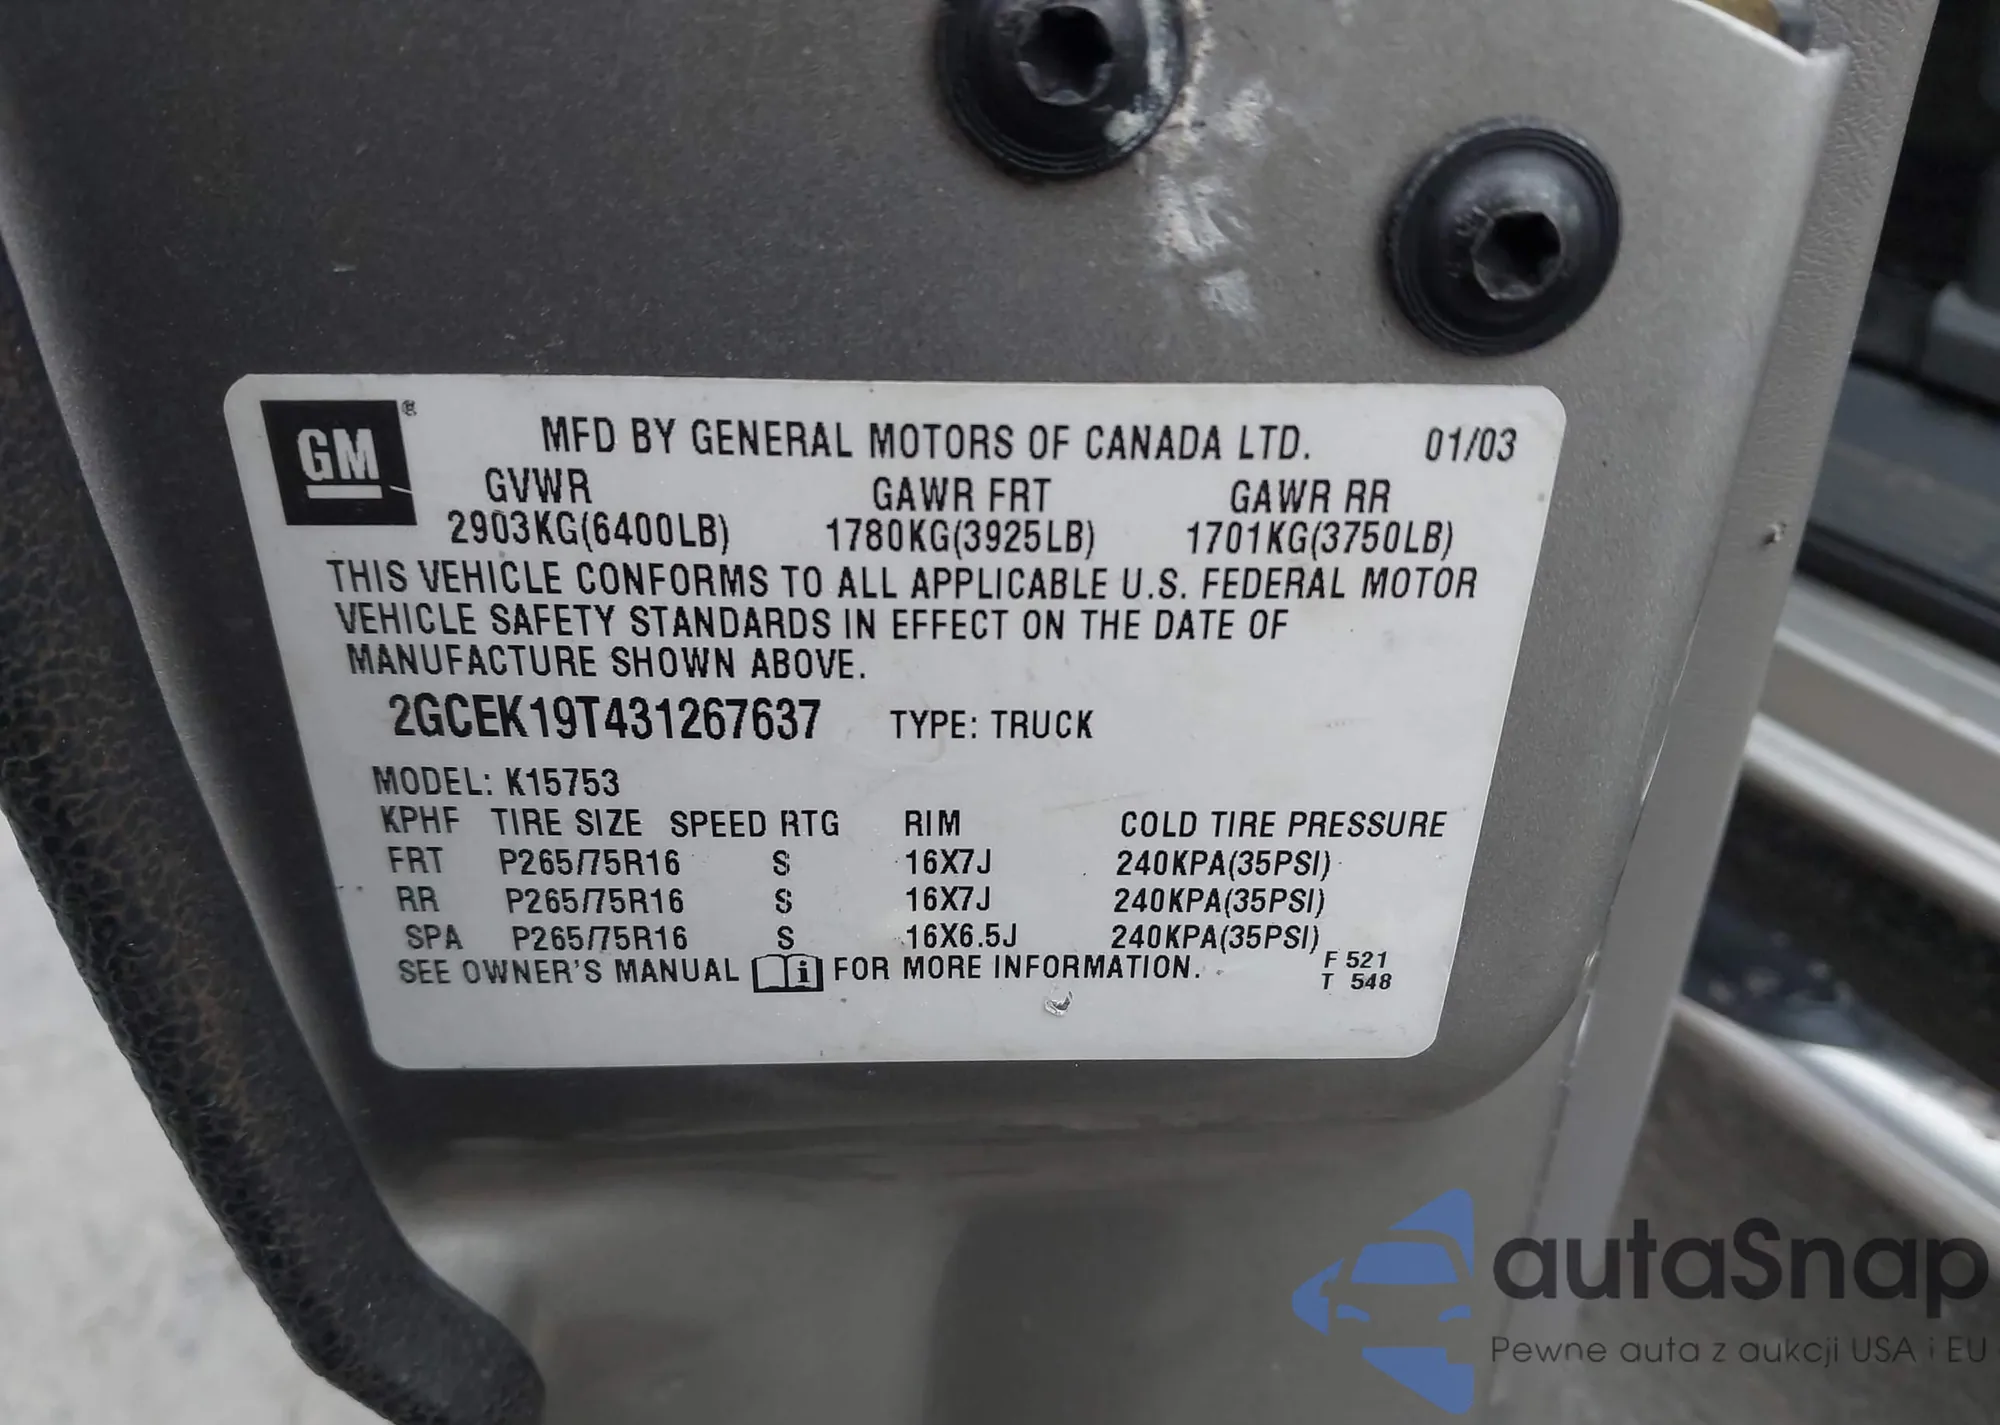 GM®
MFD BY GENERAL MOTORS OF CANADA LTD. 01/03
GVWR GAWR FRT GAWR RR
2903KG(6400LB) 1780KG(3925LB) 1701KG(3750LB)
THIS VEHICLE CONFORMS TO ALL APPLICABLE U.S. FEDERAL MOTOR
VEHICLE SAFETY STANDARDS IN EFFECT ON THE DATE OF
MANUFACTURE SHOWN ABOVE.
2GCEK19T431267637 TYPE: TRUCK
MODEL: K15753
KPHF TIRE SIZE SPEED RTG RIM COLD TIRE PRESSURE
FRT P265/75R16 S 16X7J 240KPA(35PSI)
RR P265/75R16 S 16X7J 240KPA(35PSI)
SPA P265/75R16 S 16X6.5J 240KPA(35PSI)
SEE OWNER'S MANUAL i FOR MORE INFORMATION.
F 521
T 548
autaSnap
Pewne auta z aukcji USA i EU